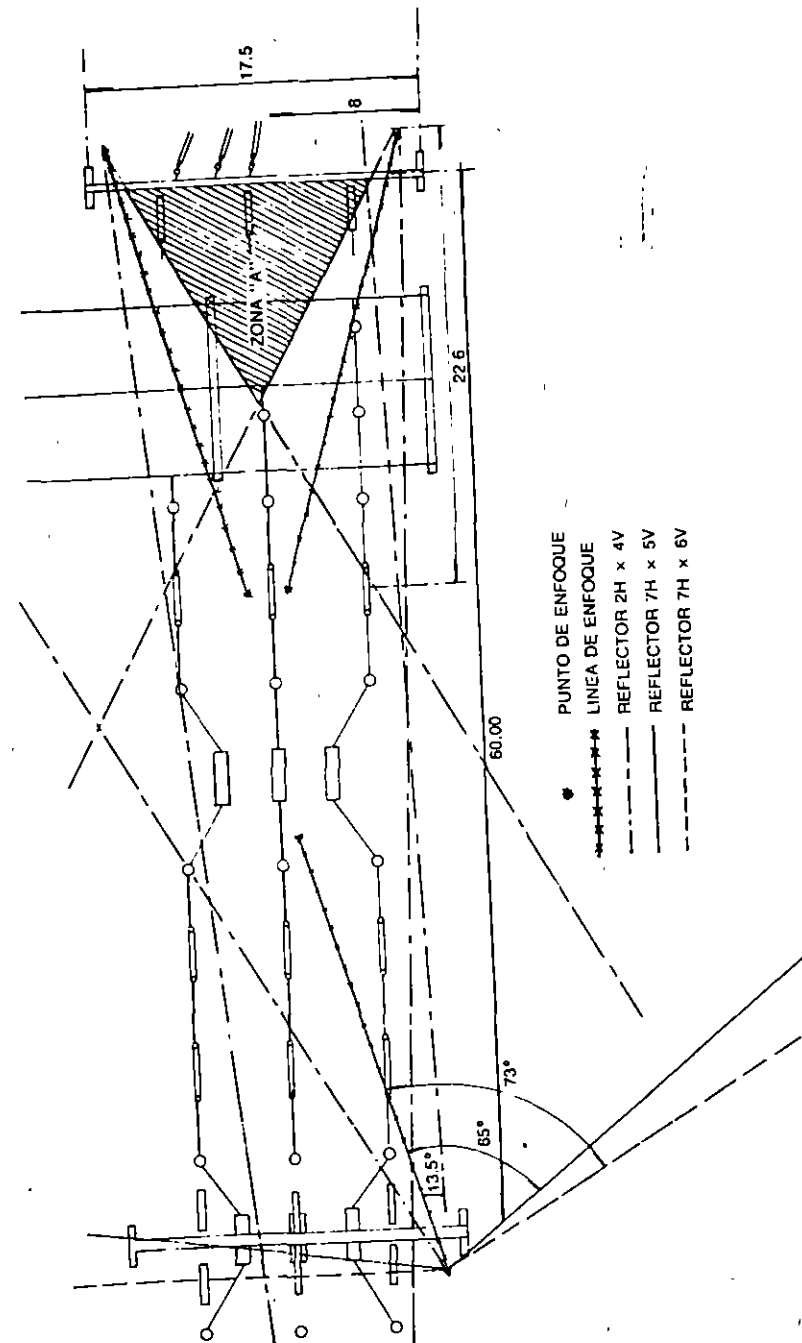 17.5
8
ZONA "A"
22.6
60.00
73°
65°
13.5°
PUNTO DE ENFOQUE
LINEA DE ENFOQUE
REFLECTOR 2H × 4V
REFLECTOR 7H × 5V
REFLECTOR 7H × 6V